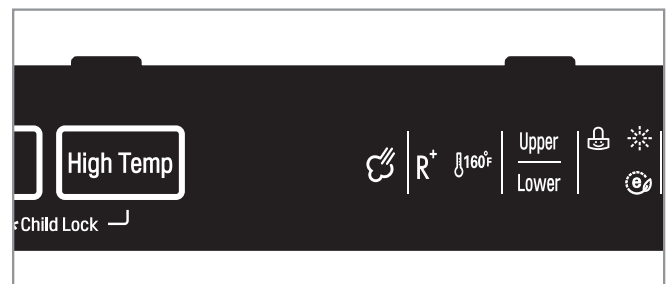 High Temp
R+
160°F
Upper
Lower
e
*Child Lock